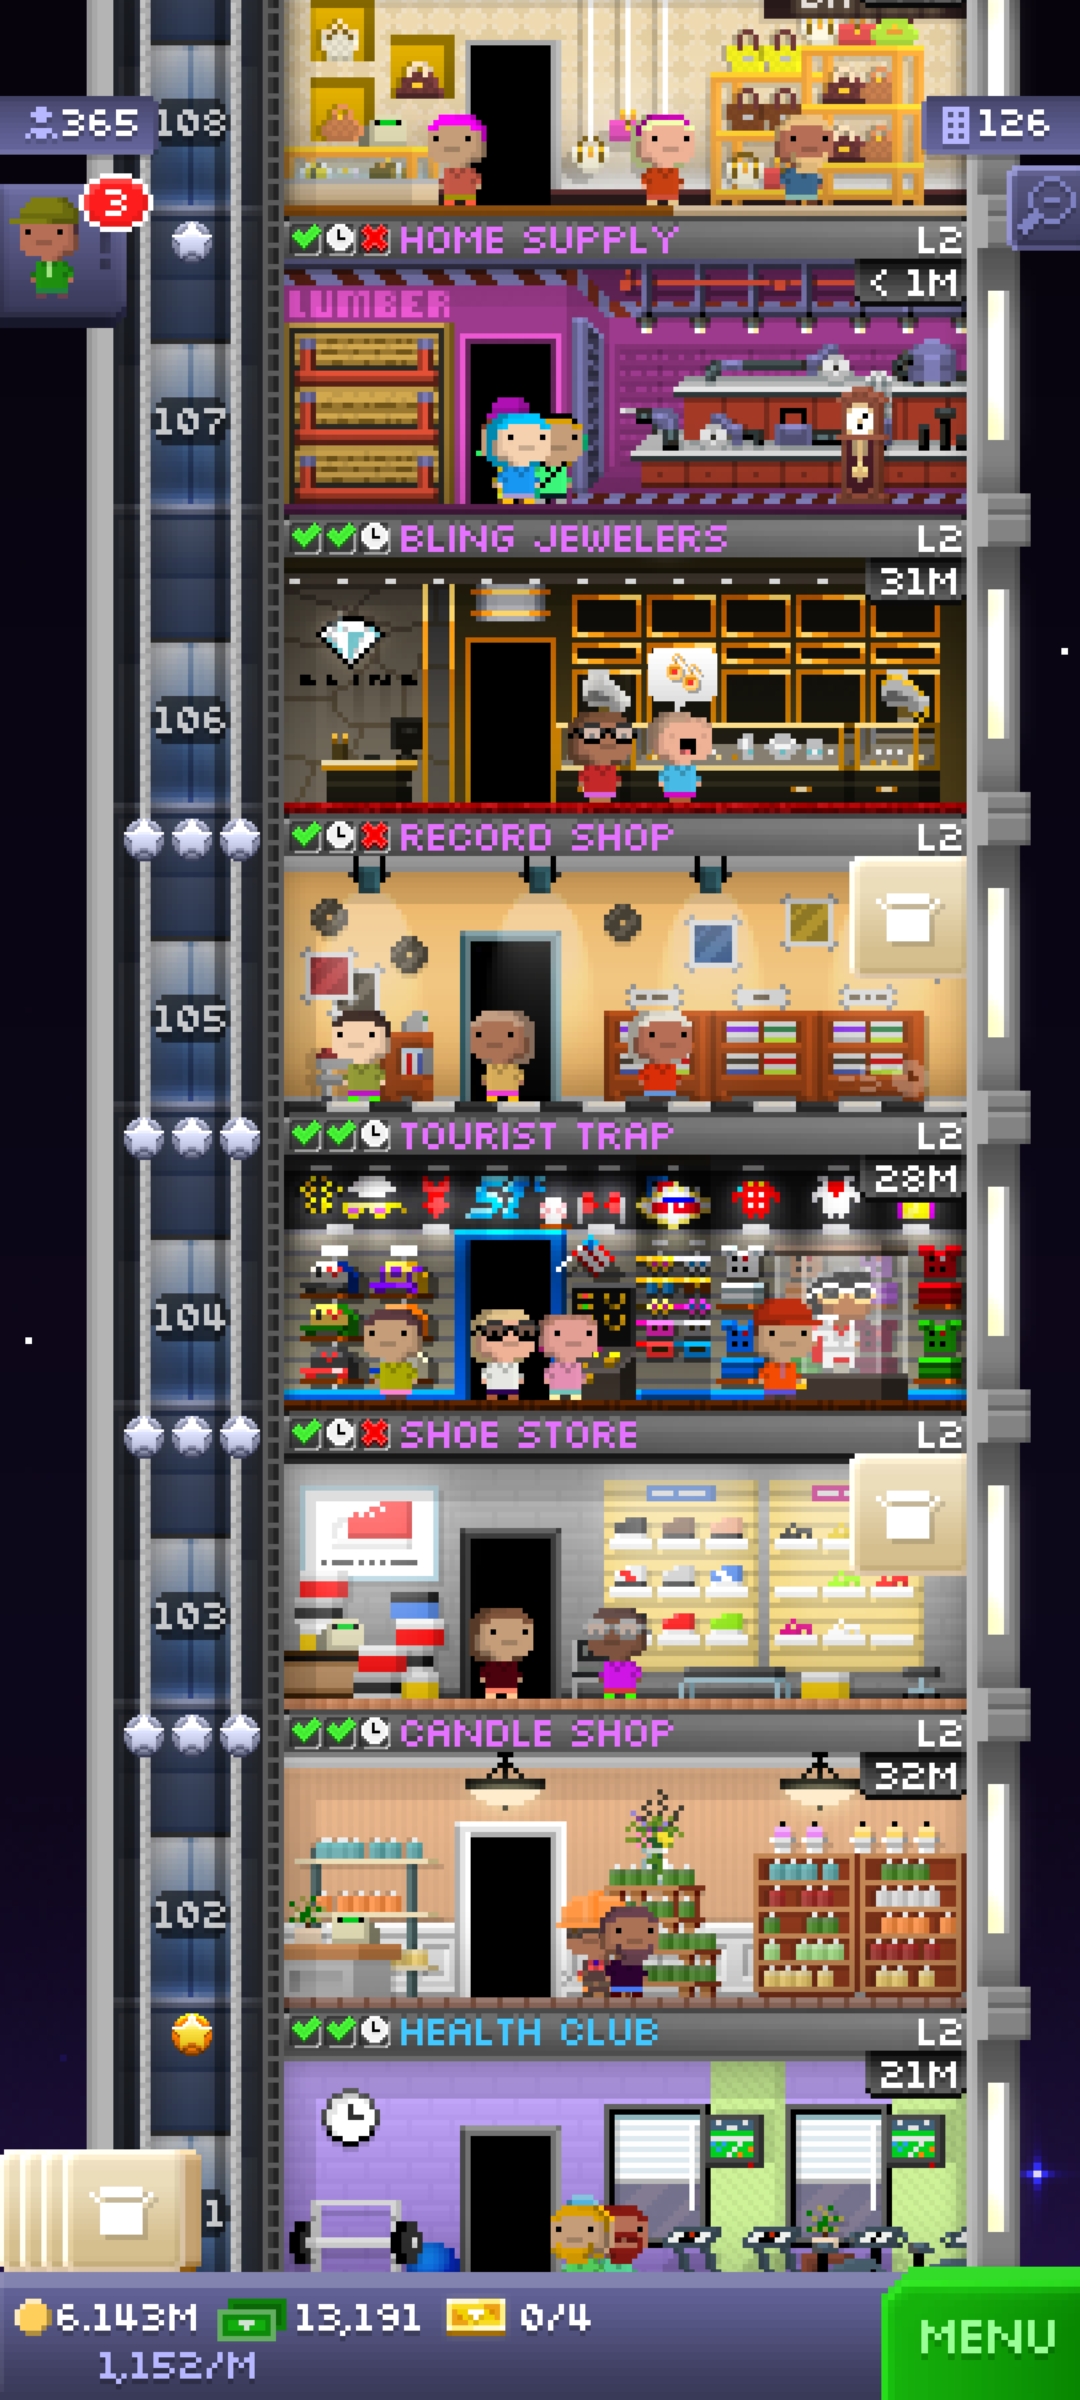 365
108
126
3
HOME SUPPLY L2
< 1M
LUMBER
107
BLING JEWELERS L2
31M
BLING
106
RECORD SHOP L2
105
TOURIST TRAP L2
28M
104
SHOE STORE L2
103
CANDLE SHOP L2
32M
102
HEALTH CLUB L2
21M
1
6.143M 13,191 0/4
1,152/M
MENU